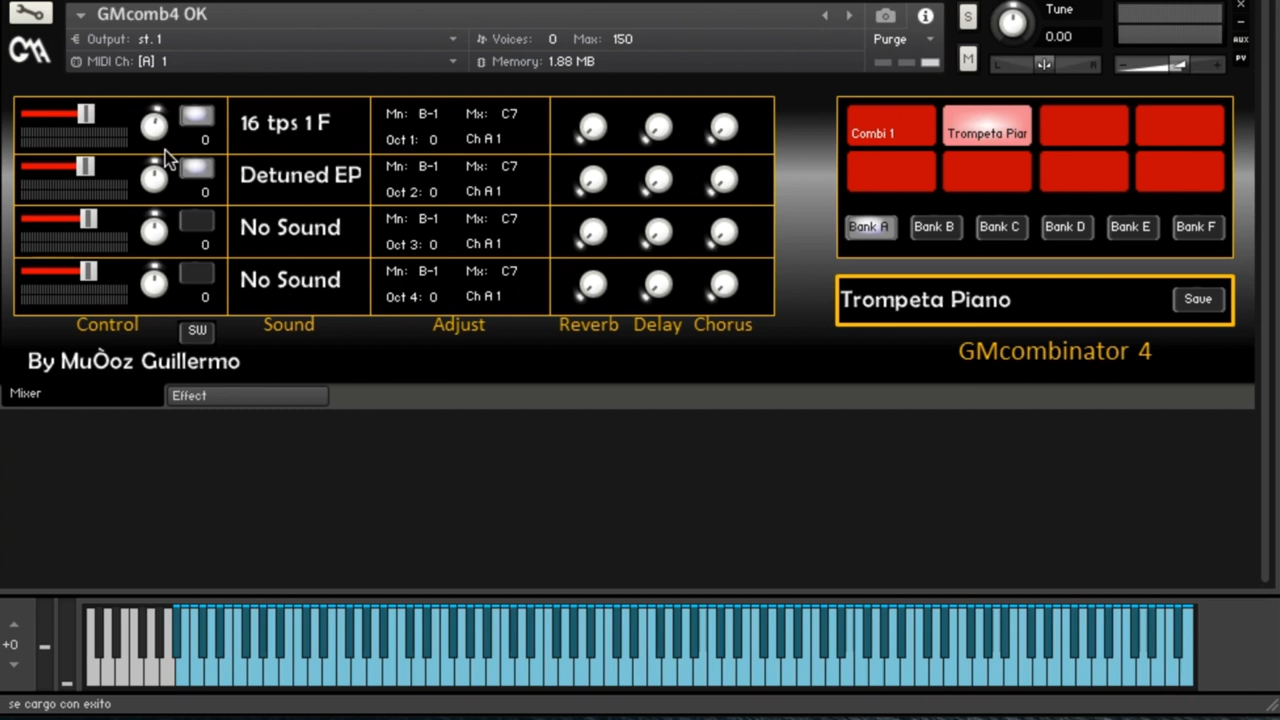 GMcomb4 OK
Output: st.1
Voices: 0 Max: 150
Purge
MIDI Ch: [A] 1
Memory: 1.88 MB
S
M
Tune
0.00
L R
- +
AUX
PV
GM
16 tps 1 F
Mn: B-1 Mx: C7
Oct 1: 0 Ch A 1
0
Detuned EP
Mn: B-1 Mx: C7
Oct 2: 0 Ch A 1
0
No Sound
Mn: B-1 Mx: C7
Oct 3: 0 Ch A 1
0
No Sound
Mn: B-1 Mx: C7
Oct 4: 0 Ch A 1
0
Control SW Sound Adjust Reverb Delay Chorus
By MuÒoz Guillermo
Combi 1 Trompeta Piar
Bank A Bank B Bank C Bank D Bank E Bank F
Trompeta Piano Save
GMcombinator 4
Mixer Effect
+0
se cargo con exito